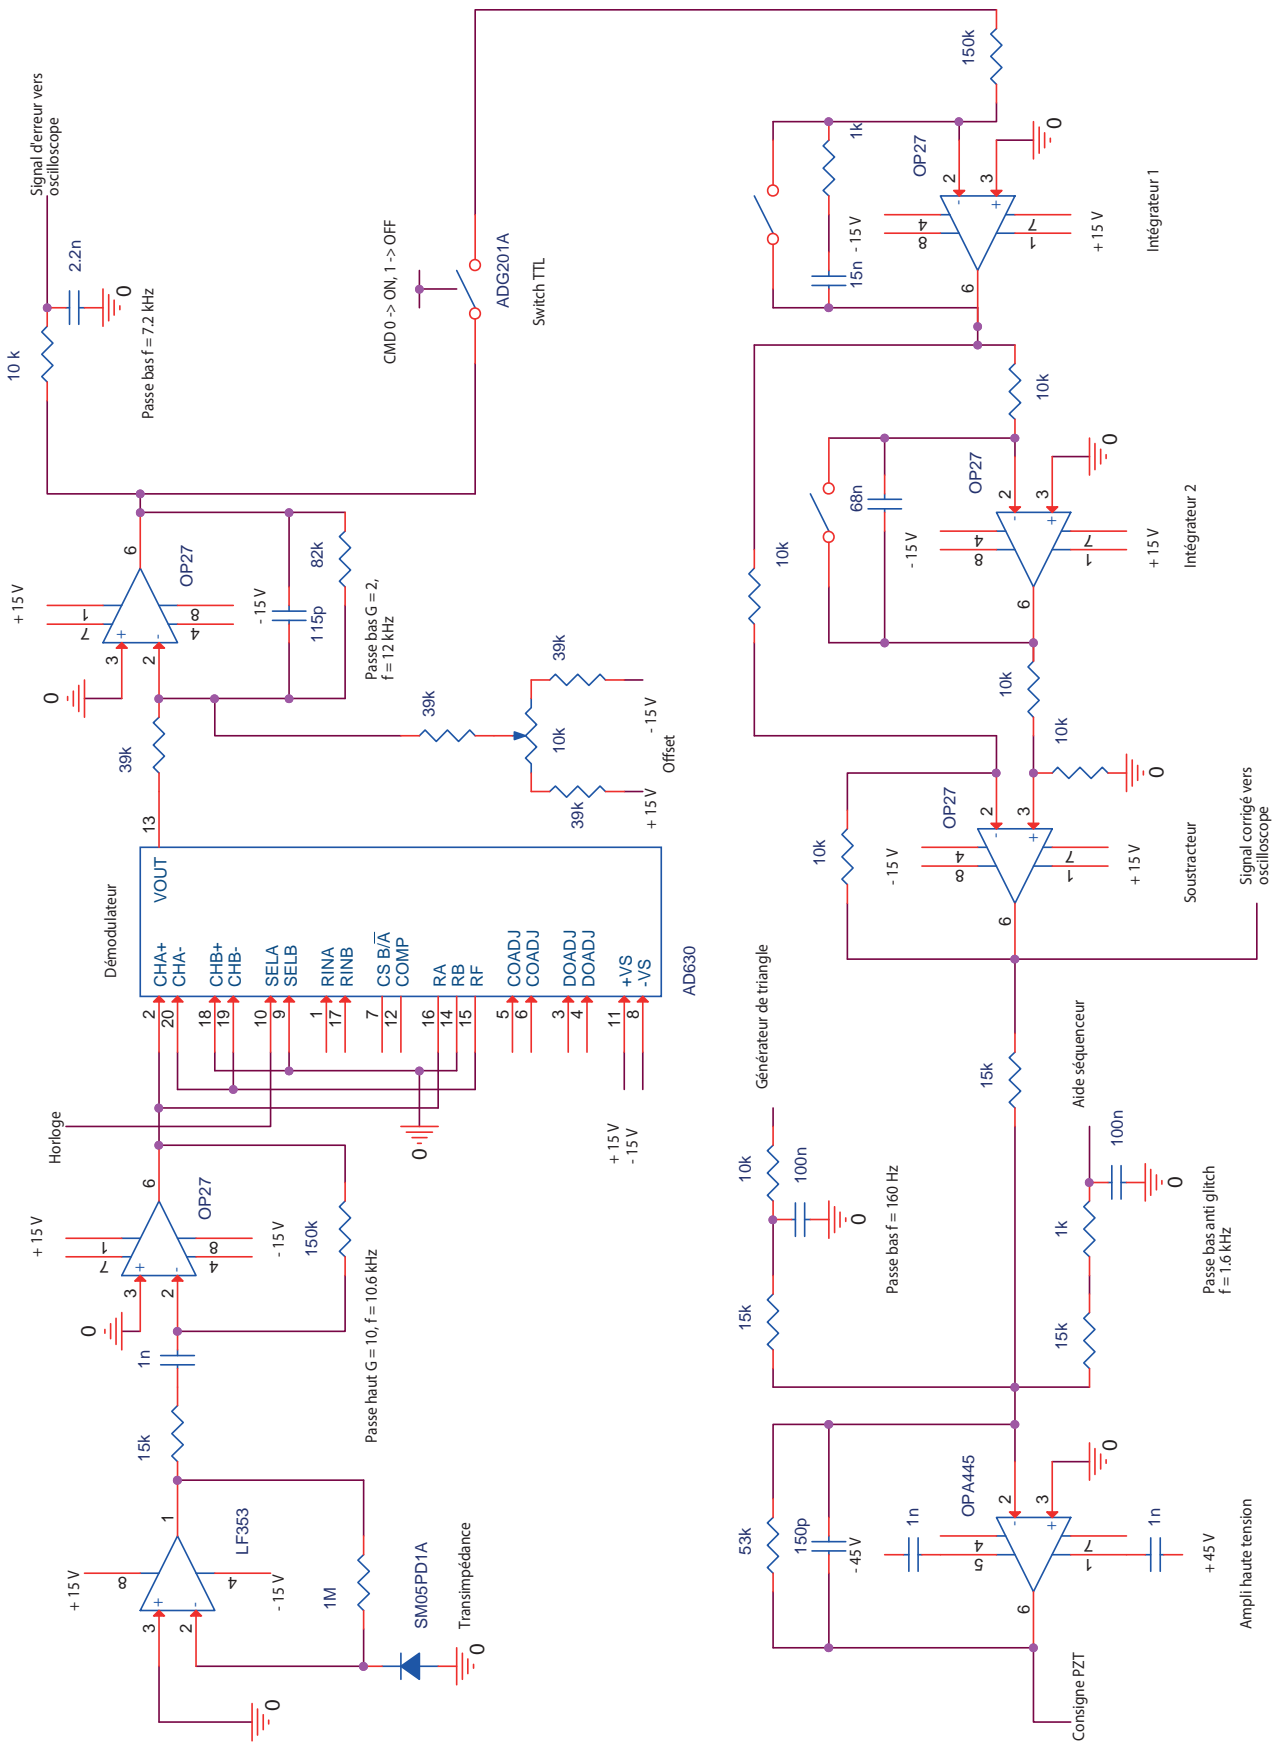 + 15 V
8
LF353
1
3
2
+
-
4
- 15 V
1M
SM05PD1A
Transimpédance
0
0
15k
1n
0
+ 15 V
7
1
3
2
+
-
6
OP27
8
4
- 15 V
150k
Passe haut G = 10, f = 10.6 kHz
Horloge
Démodulateur
2
CHA+
20
CHA-
18
CHB+
19
CHB-
10
SELA
9
SELB
1
RINA
17
RINB
7
CS B/A
12
COMP
16
RA
14
RB
15
RF
5
COADJ
6
COADJ
3
DOADJ
4
DOADJ
11
+VS
8
-VS
VOUT
13
AD630
0
+ 15 V
- 15 V
39k
0
+ 15 V
7
1
3
2
+
-
6
OP27
8
4
- 15 V
115p
82k
Passe bas G = 2,
f = 12 kHz
39k
10k
39k
39k
+ 15 V
- 15 V
Offset
10 k
2.2n
0
Passe bas f = 7.2 kHz
Signal d'erreur vers
oscilloscope
CMD 0 -> ON, 1 -> OFF
ADG201A
Switch TTL
150k
1k
15n
- 15 V
OP27
2
3
-
+
4
8
7
1
6
0
+ 15 V
Intégrateur 1
10k
10k
68n
- 15 V
OP27
2
3
-
+
4
8
7
1
6
0
+ 15 V
Intégrateur 2
10k
10k
0
10k
- 15 V
OP27
2
3
-
+
4
8
7
1
6
+ 15 V
Soustracteur
Signal corrigé vers
oscilloscope
Générateur de triangle
10k
100n
0
15k
Passe bas f = 160 Hz
15k
Aide séquenceur
100n
0
1k
15k
Passe bas anti glitch
f = 1.6 kHz
53k
150p
- 45 V
1n
OPA445
2
3
-
+
4
5
7
1
6
0
1n
+ 45 V
Ampli haute tension
Consigne PZT